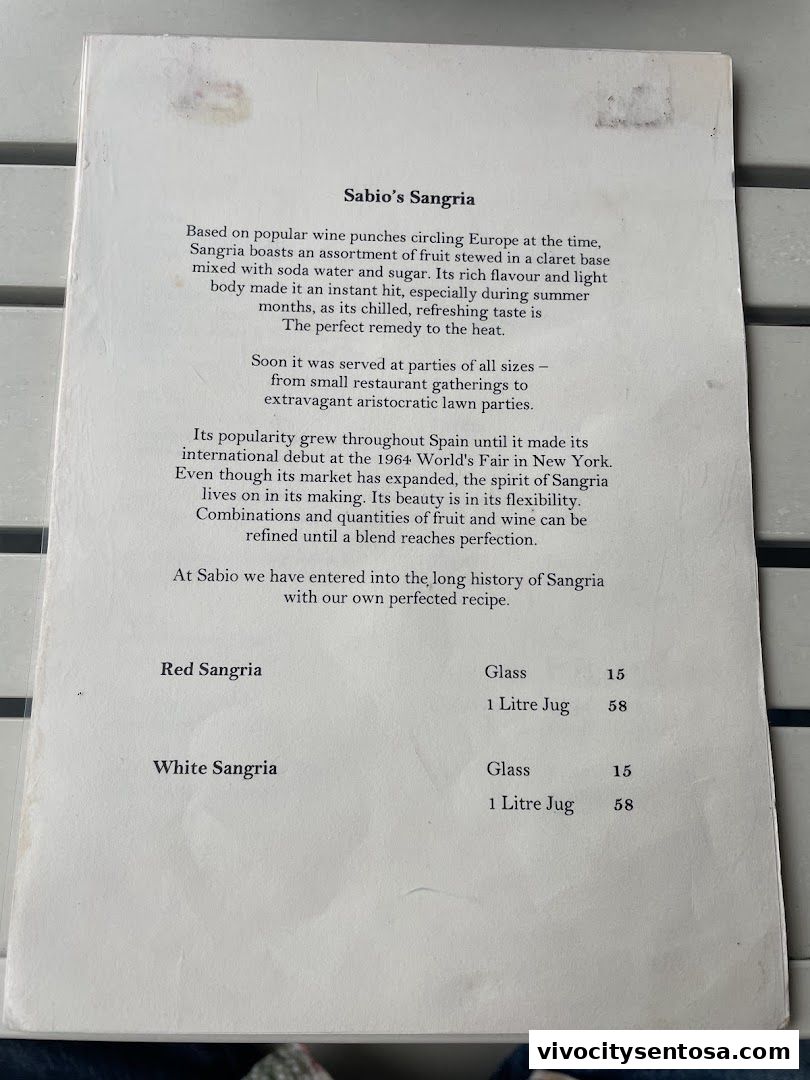 Sabio's Sangria
Based on popular wine punches circling Europe at the time,
Sangria boasts an assortment of fruit stewed in a claret base
mixed with soda water and sugar. Its rich flavour and light
body made it an instant hit, especially during summer
months, as its chilled, refreshing taste is
The perfect remedy to the heat.
Soon it was served at parties of all sizes –
from small restaurant gatherings to
extravagant aristocratic lawn parties.
Its popularity grew throughout Spain until it made its
international debut at the 1964 World's Fair in New York.
Even though its market has expanded, the spirit of Sangria
lives on in its making. Its beauty is in its flexibility.
Combinations and quantities of fruit and wine can be
refined until a blend reaches perfection.
At Sabio we have entered into the long history of Sangria
with our own perfected recipe.
Red Sangria Glass 15
1 Litre Jug 58
White Sangria Glass 15
1 Litre Jug 58
vivocitysentosa.com